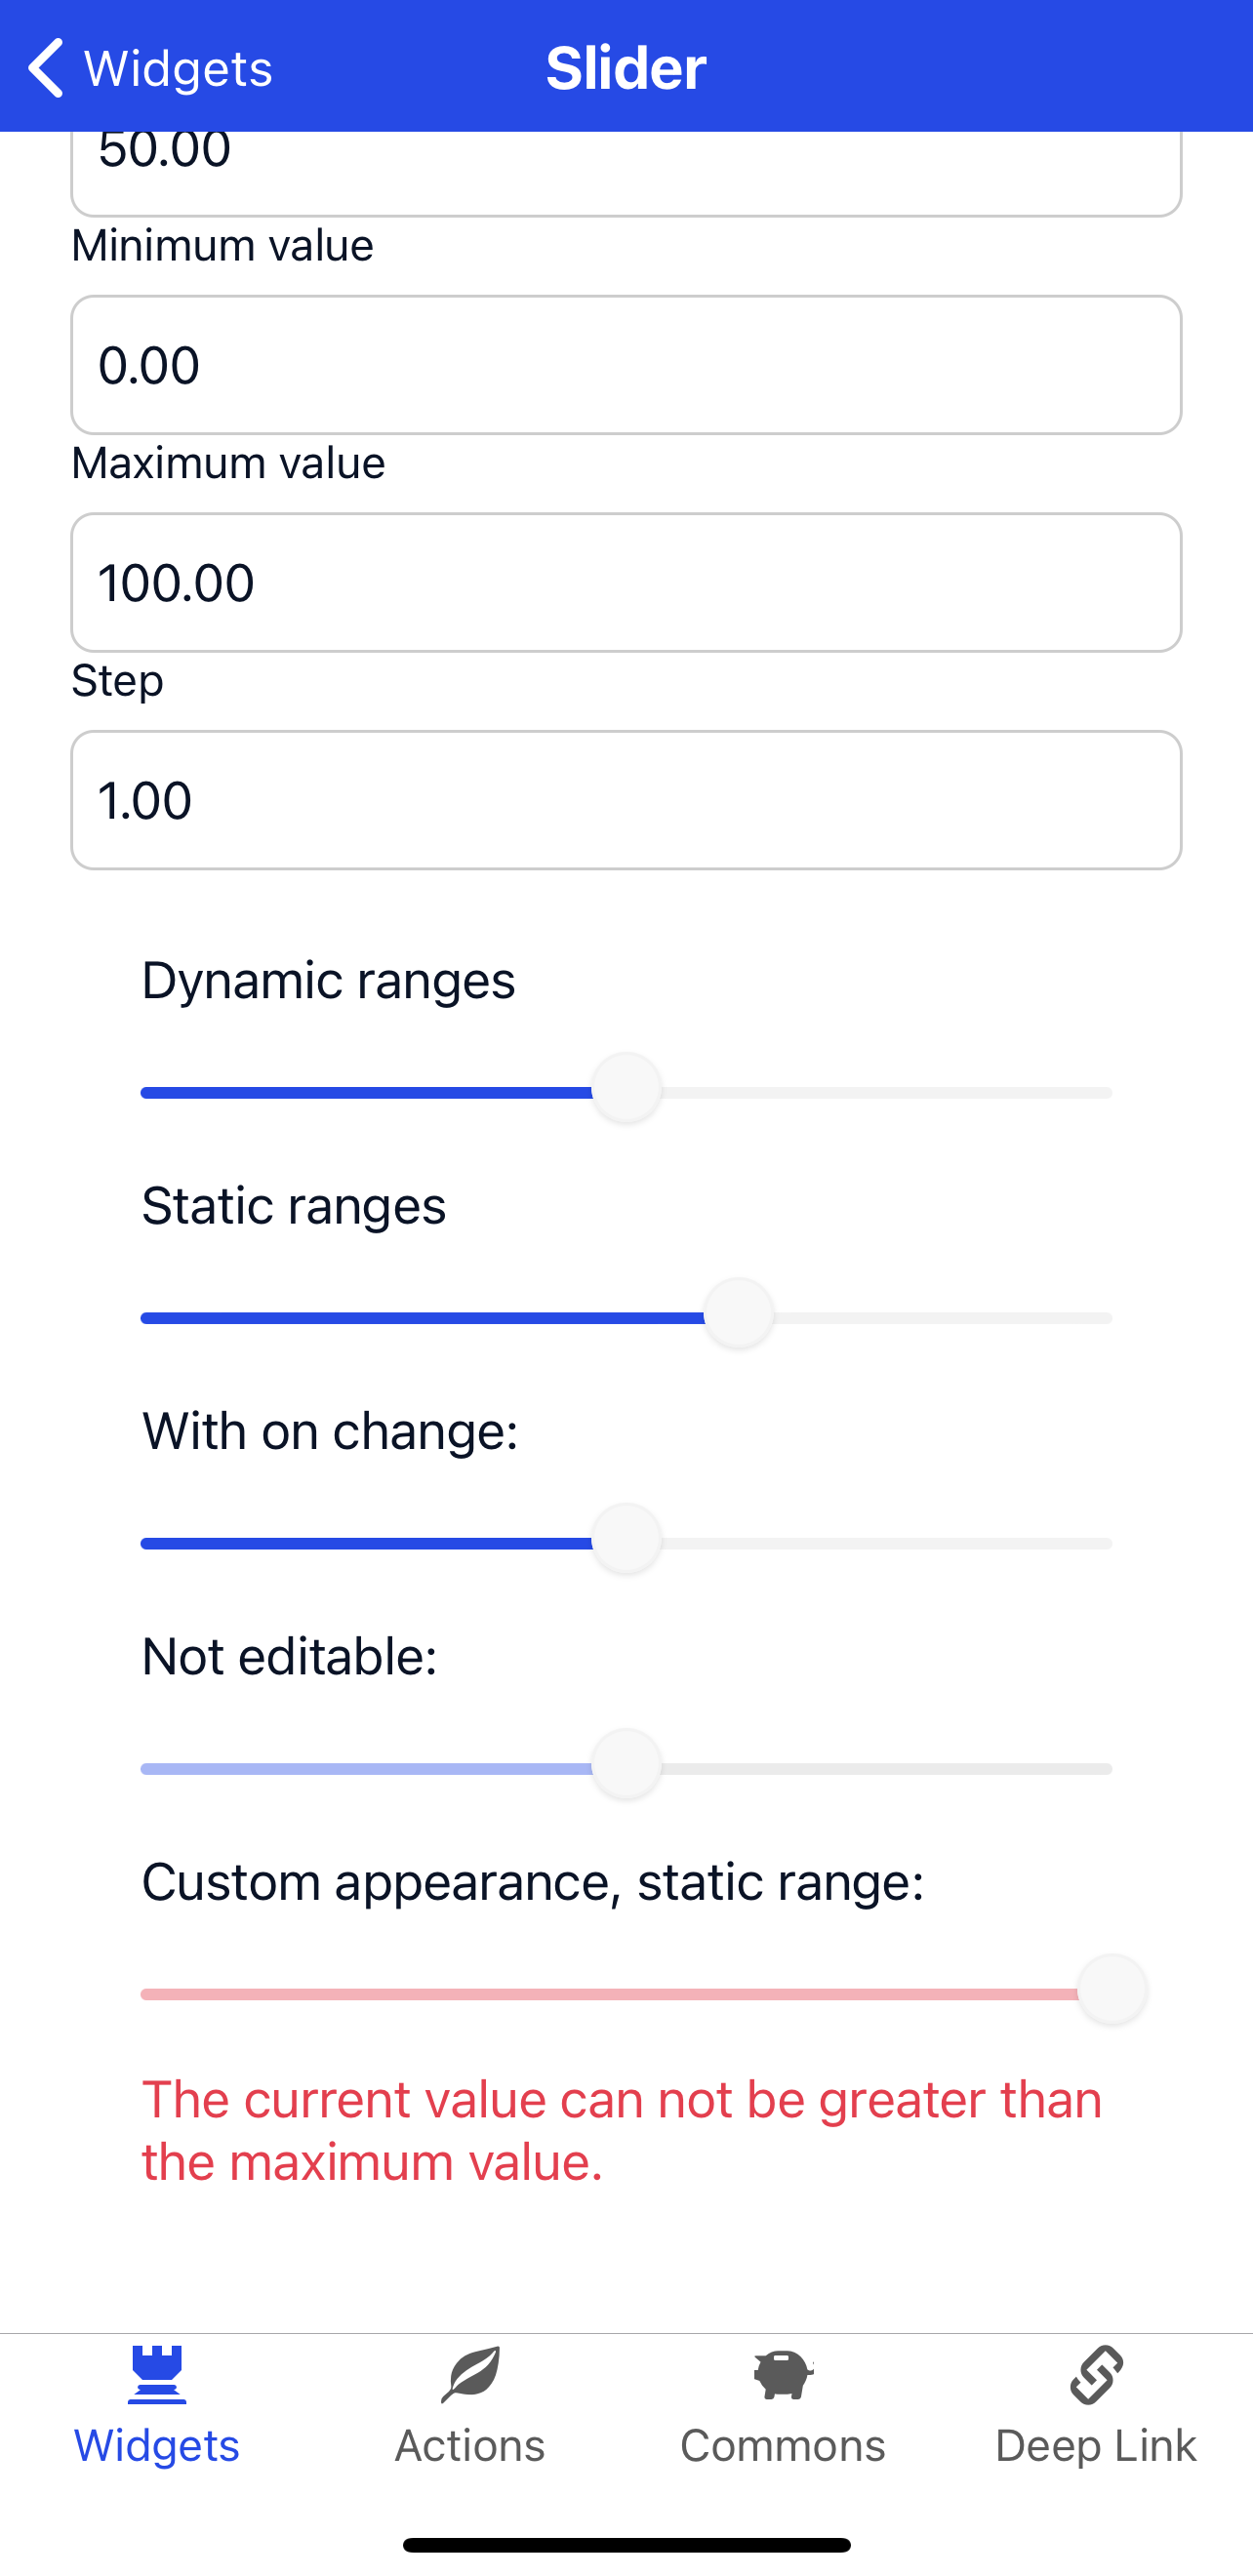 Widgets
Slider
50.00
Minimum value
0.00
Maximum value
100.00
Step
1.00
Dynamic ranges
Static ranges
With on change:
Not editable:
Custom appearance, static range:
The current value can not be greater than
the maximum value.
Widgets
Actions
Commons
Deep Link